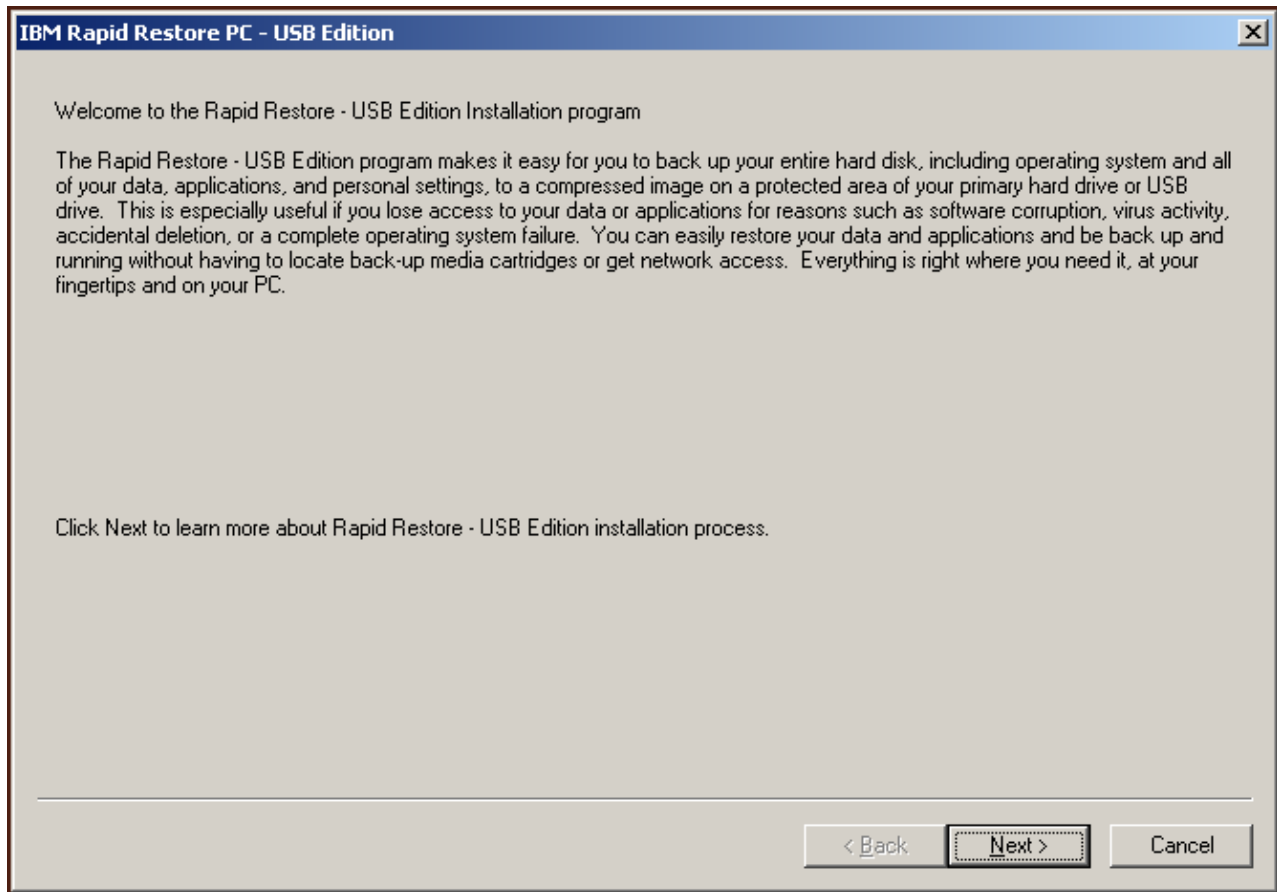 IBM Rapid Restore PC - USB Edition
Welcome to the Rapid Restore - USB Edition Installation program
The Rapid Restore - USB Edition program makes it easy for you to back up your entire hard disk, including operating system and all
of your data, applications, and personal settings, to a compressed image on a protected area of your primary hard drive or USB
drive.  This is especially useful if you lose access to your data or applications for reasons such as software corruption, virus activity,
accidental deletion, or a complete operating system failure.  You can easily restore your data and applications and be back up and
running without having to locate back-up media cartridges or get network access.  Everything is right where you need it, at your
fingertips and on your PC.
Click Next to learn more about Rapid Restore - USB Edition installation process.
< Back
Next >
Cancel